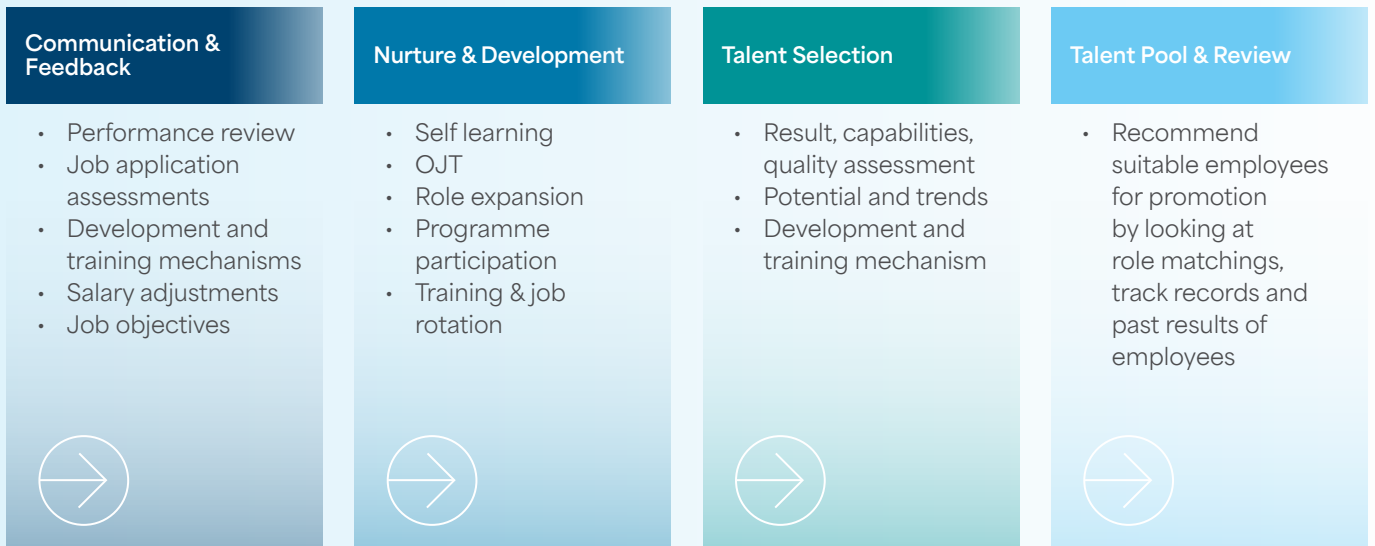 Communication &
Feedback
• Performance review
• Job application
assessments
• Development and
training mechanisms
• Salary adjustments
• Job objectives
Nurture & Development
• Self learning
• OJT
• Role expansion
• Programme
participation
• Training & job
rotation
Talent Selection
• Result, capabilities,
quality assessment
• Potential and trends
• Development and
training mechanism
Talent Pool & Review
• Recommend
suitable employees
for promotion
by looking at
role matchings,
track records and
past results of
employees